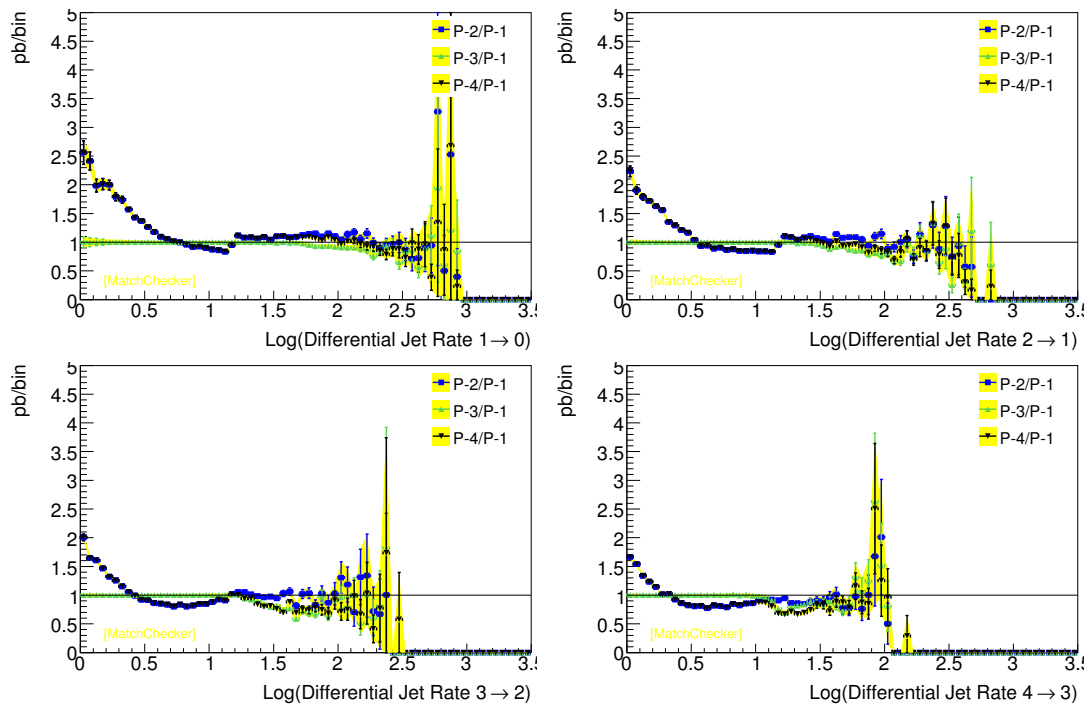 pb/bin
5
4.5
4
3.5
3
2.5
2
1.5
1
0.5
0
P-2/P-1
P-3/P-1
P-4/P-1
[MatchChecker]
0 0.5 1 1.5 2 2.5 3 3.5
Log(Differential Jet Rate 1→0)
pb/bin
5
4.5
4
3.5
3
2.5
2
1.5
1
0.5
0
P-2/P-1
P-3/P-1
P-4/P-1
[MatchChecker]
0 0.5 1 1.5 2 2.5 3 3.5
Log(Differential Jet Rate 2→1)
pb/bin
5
4.5
4
3.5
3
2.5
2
1.5
1
0.5
0
P-2/P-1
P-3/P-1
P-4/P-1
[MatchChecker]
0 0.5 1 1.5 2 2.5 3 3.5
Log(Differential Jet Rate 3→2)
pb/bin
5
4.5
4
3.5
3
2.5
2
1.5
1
0.5
0
P-2/P-1
P-3/P-1
P-4/P-1
[MatchChecker]
0 0.5 1 1.5 2 2.5 3 3.5
Log(Differential Jet Rate 4→3)